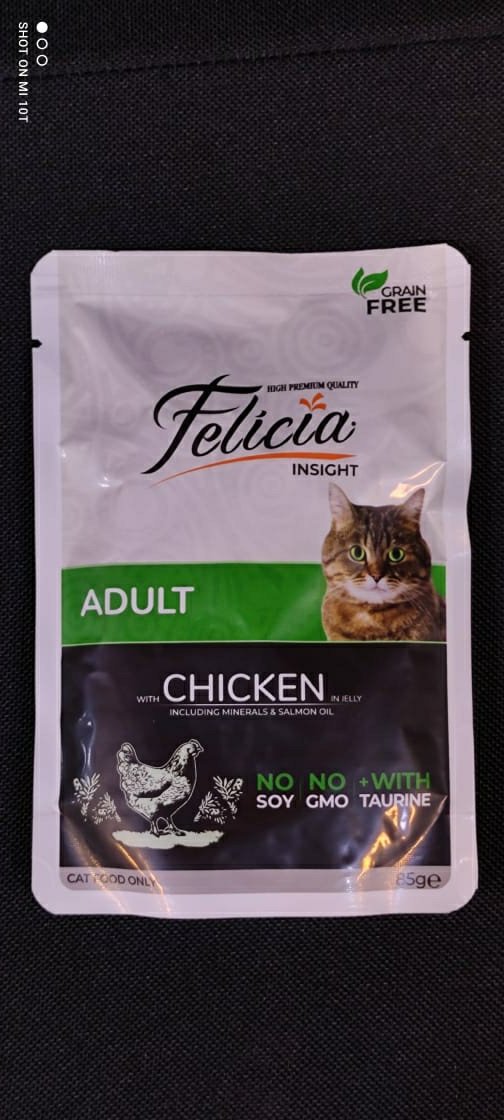 SHOT ON MI 10T
GRAIN
FREE
HIGH PREMIUM QUALITY
Felicia
INSIGHT
ADULT
WITH CHICKEN IN JELLY
INCLUDING MINERALS & SALMON OIL
NO NO +WITH
SOY GMO TAURINE
CAT FOOD ONLY 85g℮